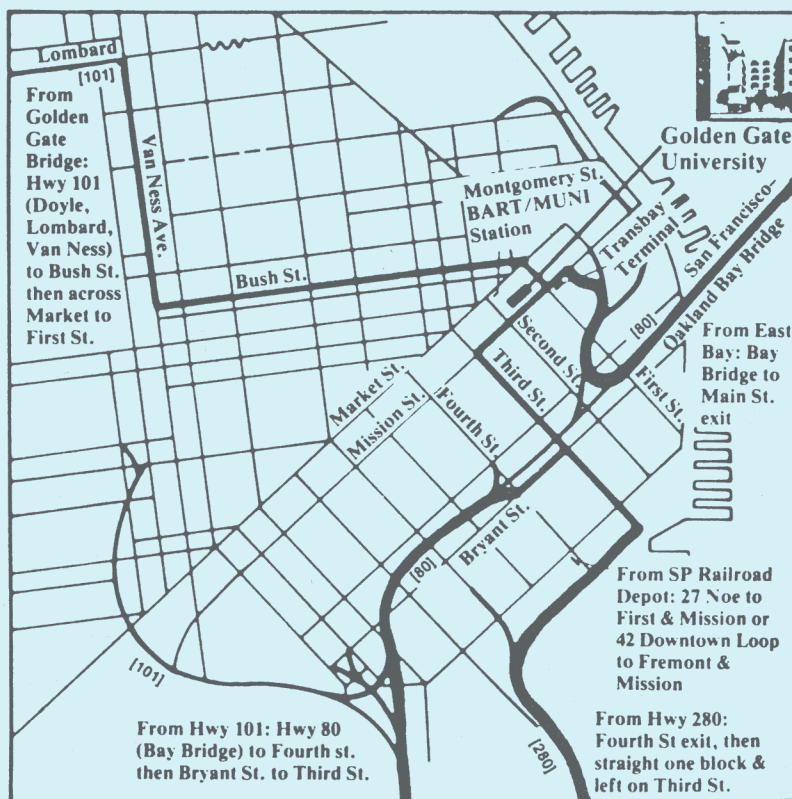 Lombard
[101]
From
Golden
Gate
Bridge:
Hwy 101
(Doyle,
Lombard,
Van Ness)
to Bush St.
then across
Market to
First St.
Van Ness Ave.
Bush St.
Montgomery St.
BART/MUNI
Station
Golden Gate
University
Transbay
Terminal
San Francisco–
Oakland Bay Bridge
[80]
From East
Bay: Bay
Bridge to
Main St.
exit
Market St.
Mission St.
Fourth St.
Third St.
Second St.
First St.
Bryant St.
[80]
[101]
[280]
From SP Railroad
Depot: 27 Noe to
First & Mission or
42 Downtown Loop
to Fremont &
Mission
From Hwy 101: Hwy 80
(Bay Bridge) to Fourth st.
then Bryant St. to Third St.
From Hwy 280:
Fourth St exit, then
straight one block &
left on Third St.